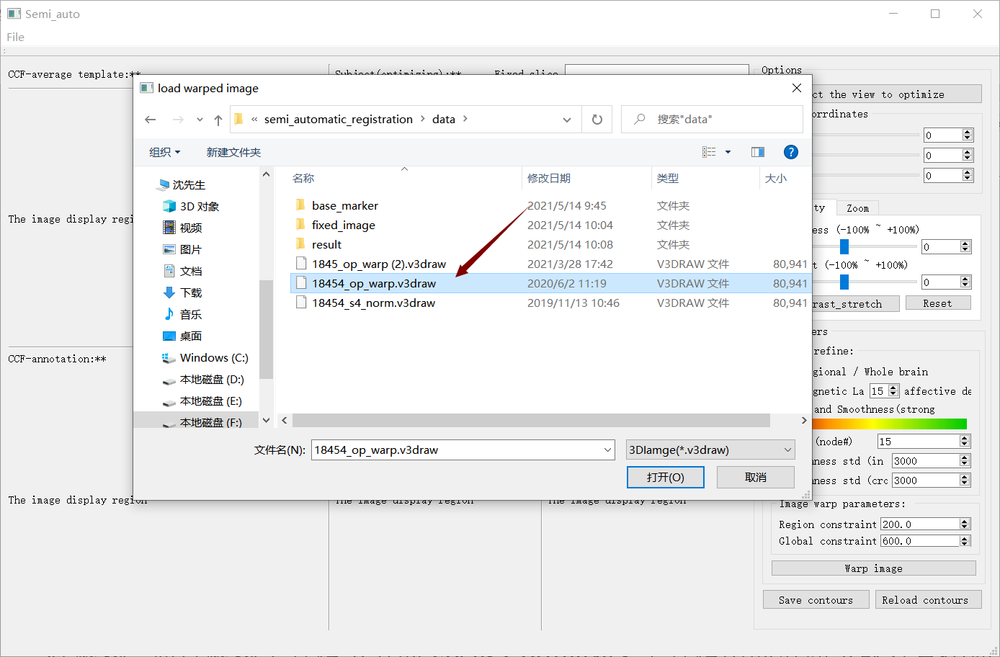 Semi_auto
File
CCF-average template:**
Subject(optimizing):**
Fixed slice
Options
load warped image
ct the view to optimize
« semi_automatic_registration › data ›
搜索"data"
orrdinates
组织
新建文件夹
0
0
0
名称
修改日期
类型
大小
沈先生
3D 对象
视频
图片
文档
下载
音乐
桌面
Windows (C:)
本地磁盘 (D:)
本地磁盘 (E:)
本地磁盘 (F:)
base_marker 2021/5/14 9:45 文件夹
fixed_image 2021/5/14 10:04 文件夹
result 2021/5/14 10:08 文件夹
1845_op_warp (2).v3draw 2021/3/28 17:42 V3DRAW 文件 80,941
18454_op_warp.v3draw 2020/6/2 11:19 V3DRAW 文件 80,941
18454_s4_norm.v3draw 2019/11/13 10:46 V3DRAW 文件 80,941
文件名(N):
18454_op_warp.v3draw
3DIamge(*.v3draw)
打开(O)
取消
The image display regi
CCF-annotation:**
The image display region
The image display region
The image display region
ty
Zoom
ess (-100% ~ +100%)
0
t (-100% ~ +100%)
0
rast_stretch
Reset
ers
refine:
gional / Whole brain
gnetic La 15 affective de
and Smoothness(strong
(node#) 15
ness std (in 3000
ness std (crc 3000
Image warp parameters:
Region constraint 200.0
Global constraint 600.0
Warp image
Save contours
Reload contours